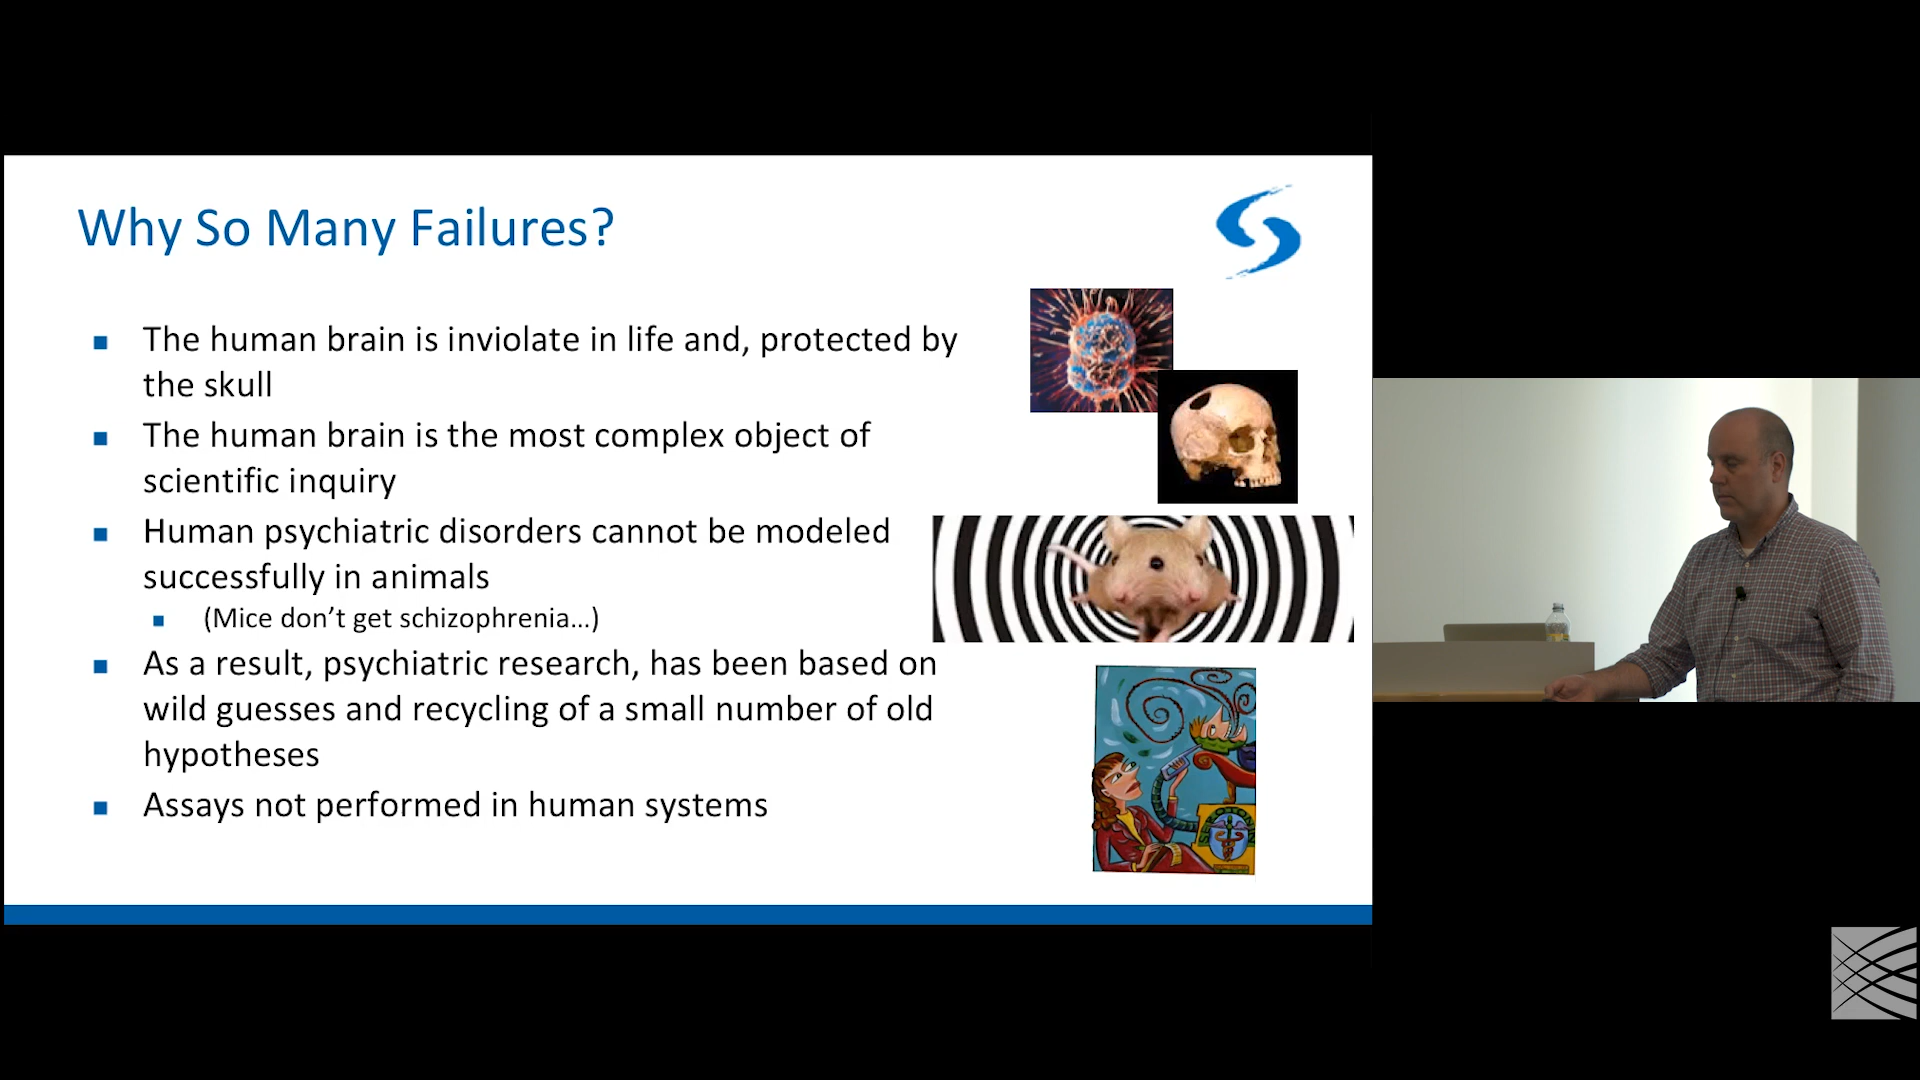 Why So Many Failures?
The human brain is inviolate in life and, protected by
the skull
The human brain is the most complex object of
scientific inquiry
Human psychiatric disorders cannot be modeled
successfully in animals
(Mice don’t get schizophrenia…)
As a result, psychiatric research, has been based on
wild guesses and recycling of a small number of old
hypotheses
Assays not performed in human systems